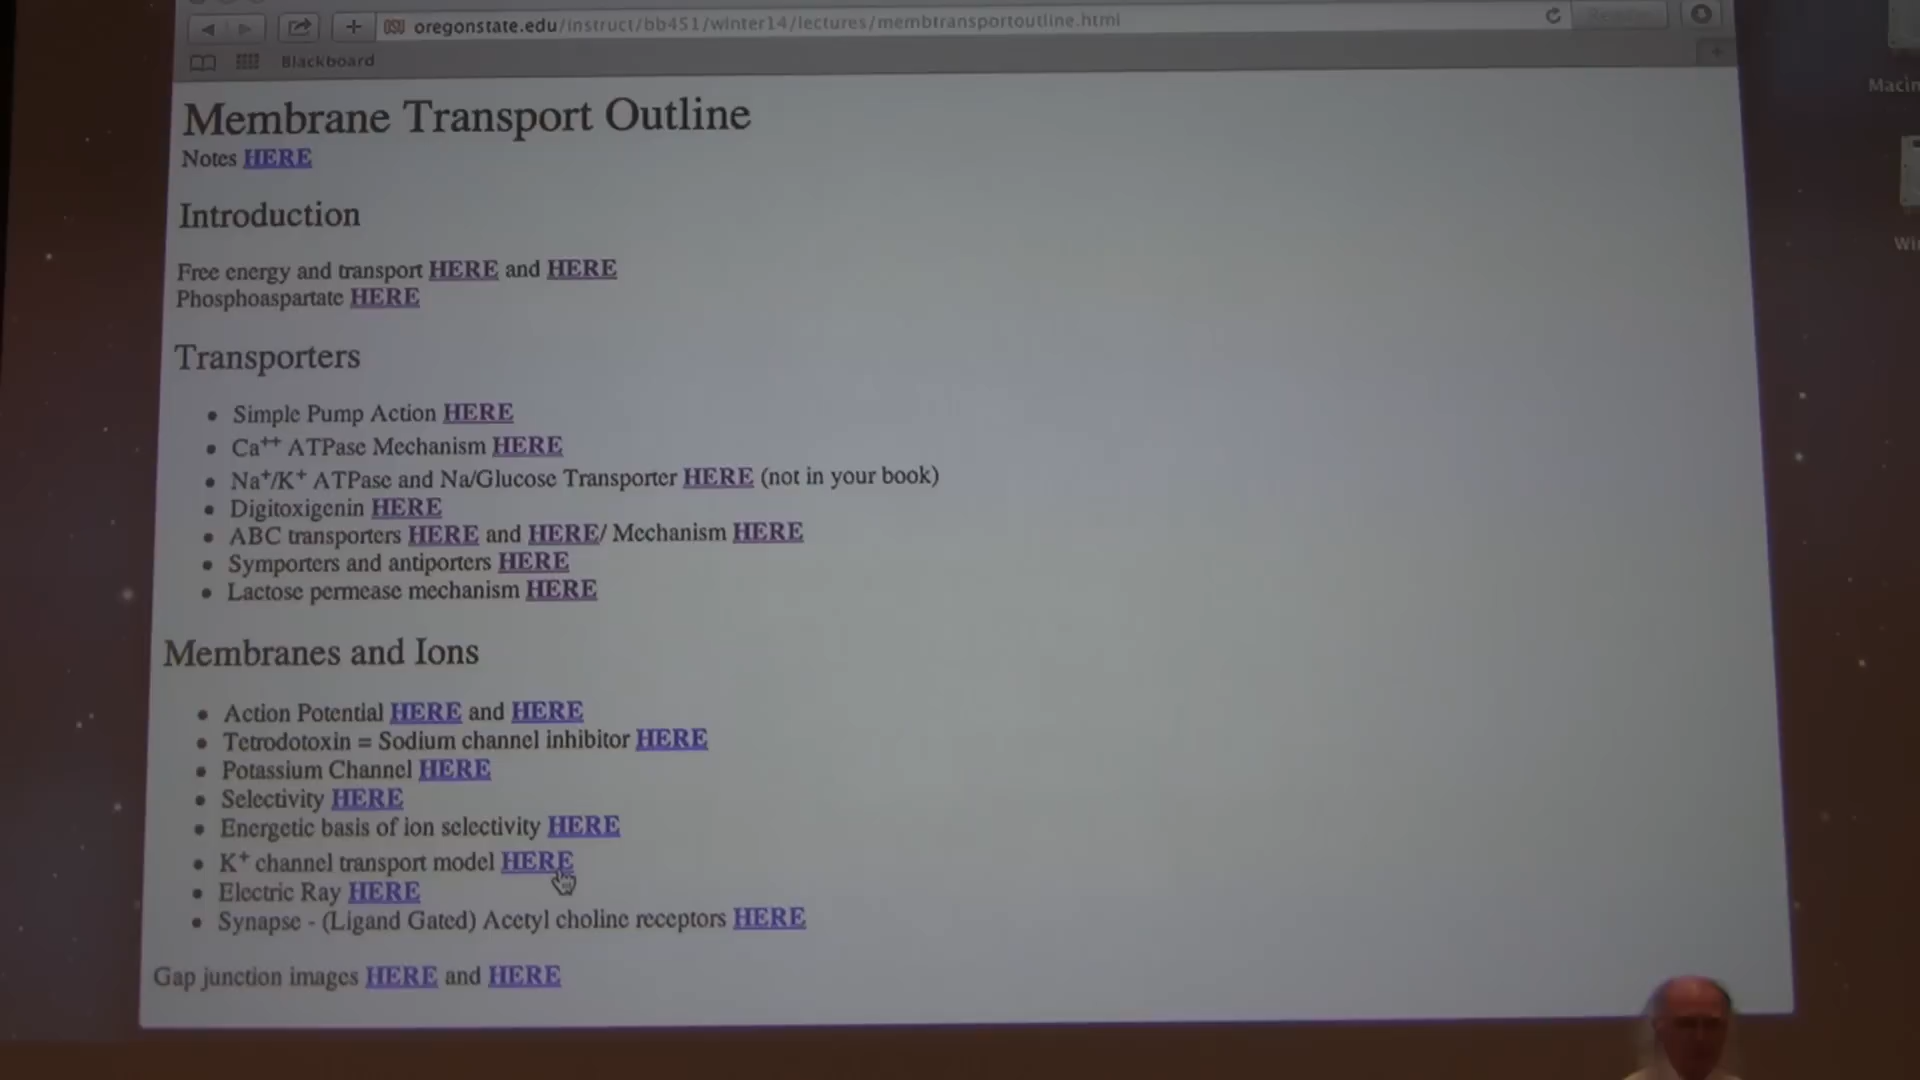 oregonstate.edu/instruct/bb451/winter14/lectures/membtransportoutline.html
Blackboard
Membrane Transport Outline
Notes HERE
Introduction
Free energy and transport HERE and HERE
Phosphoaspartate HERE
Transporters
• Simple Pump Action HERE
• Ca++ ATPase Mechanism HERE
• Na+/K+ ATPase and Na/Glucose Transporter HERE (not in your book)
• Digitoxigenin HERE
• ABC transporters HERE and HERE/ Mechanism HERE
• Symporters and antiporters HERE
• Lactose permease mechanism HERE
Membranes and Ions
• Action Potential HERE and HERE
• Tetrodotoxin = Sodium channel inhibitor HERE
• Potassium Channel HERE
• Selectivity HERE
• Energetic basis of ion selectivity HERE
• K+ channel transport model HERE
• Electric Ray HERE
• Synapse - (Ligand Gated) Acetyl choline receptors HERE
Gap junction images HERE and HERE
Macin